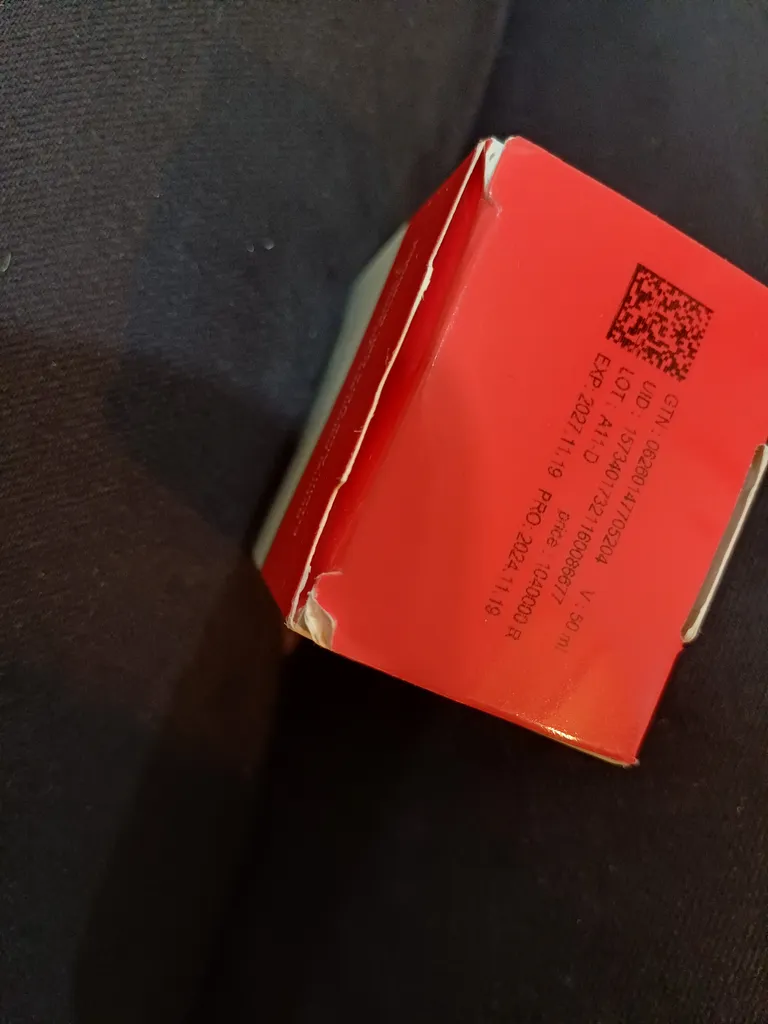 GTN : 06260147705204 V : 50 ml
UID : 15734017321160086677
LOT : A11-D price : 1040000 R
EXP: 2027.11.19 PRO: 2024.11.19